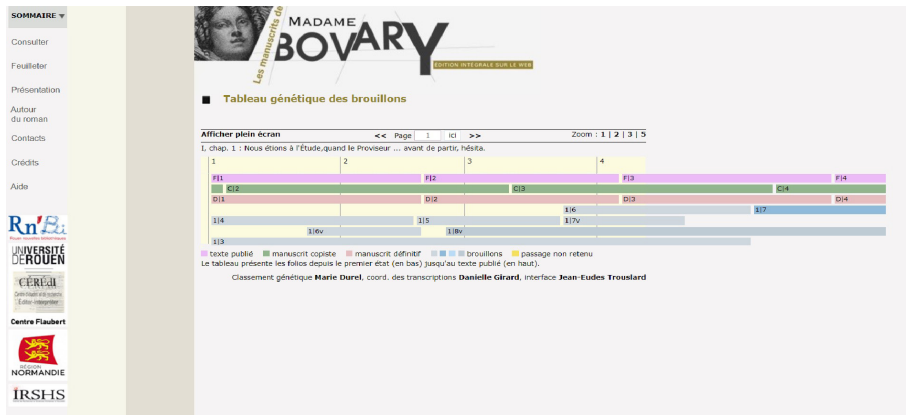 SOMMAIRE ▼
Consulter
Feuilleter
Présentation
Autour
du roman
Contacts
Crédits
Aide
UNIVERSITÉ
DE ROUEN
CÉRÉdI
Centre Flaubert
RÉGION
NORMANDIE
IRSHS
Les manuscrits de
MADAME
BOVARY
ÉDITION INTÉGRALE SUR LE WEB
Tableau génétique des brouillons
Afficher plein écran << Page 1 ici >> Zoom : 1 | 2 | 3 | 5
I, chap. 1 : Nous étions à l'Étude,quand le Proviseur ... avant de partir, hésita.
1 2 3 4
F|1 F|2 F|3 F|4
C|2 C|3 C|4
D|1 D|2 D|3 D|4
1|6 1|7
1|4 1|5 1|7v
1|6v 1|8v
1|3
texte publié manuscrit copiste manuscrit définitif brouillons passage non retenu
Le tableau présente les folios depuis le premier état (en bas) jusqu'au texte publié (en haut).
Classement génétique Marie Durel, coord. des transcriptions Danielle Girard, interface Jean-Eudes Trouslard